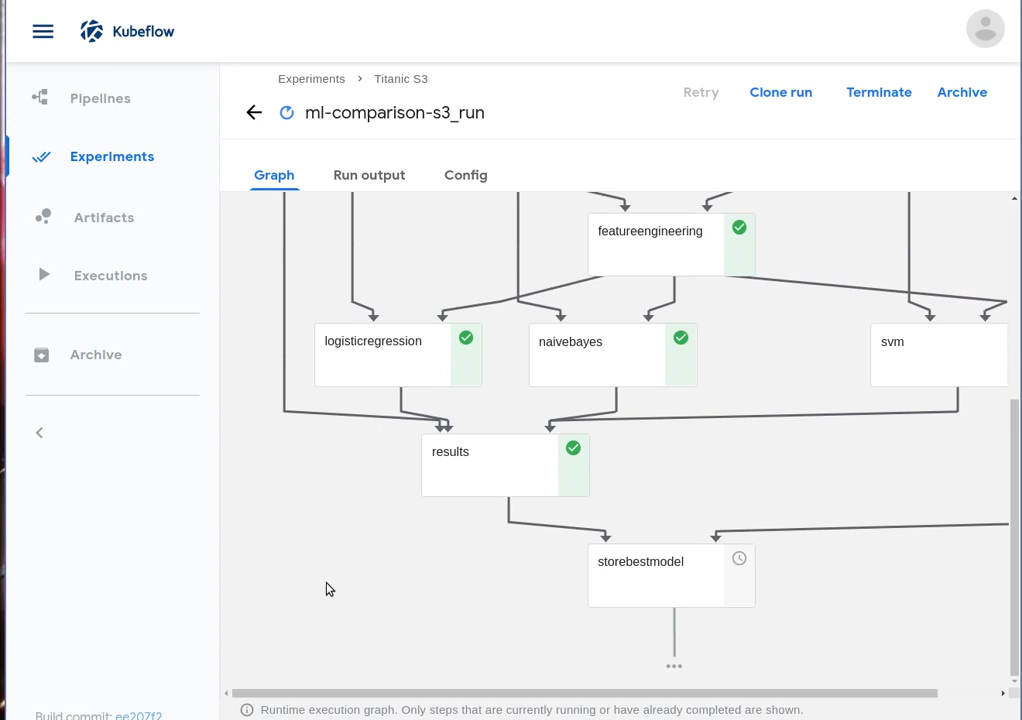 Kubeflow
Pipelines
Experiments
Artifacts
Executions
Archive
Build commit: ee207f2
Experiments > Titanic S3
ml-comparison-s3_run
Retry Clone run Terminate Archive
Graph Run output Config
featureengineering
logisticregression
naivebayes
svm
results
storebestmodel
Runtime execution graph. Only steps that are currently running or have already completed are shown.